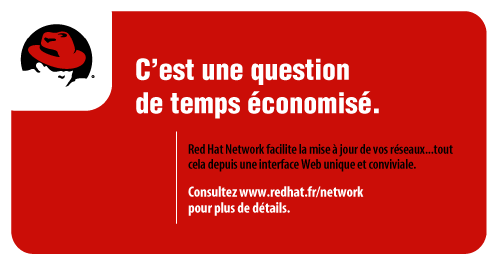 C’est une question
de temps économisé.
Red Hat Network facilite la mise à jour de vos réseaux...tout
cela depuis une interface Web unique et conviviale.
Consultez www.redhat.fr/network
pour plus de détails.